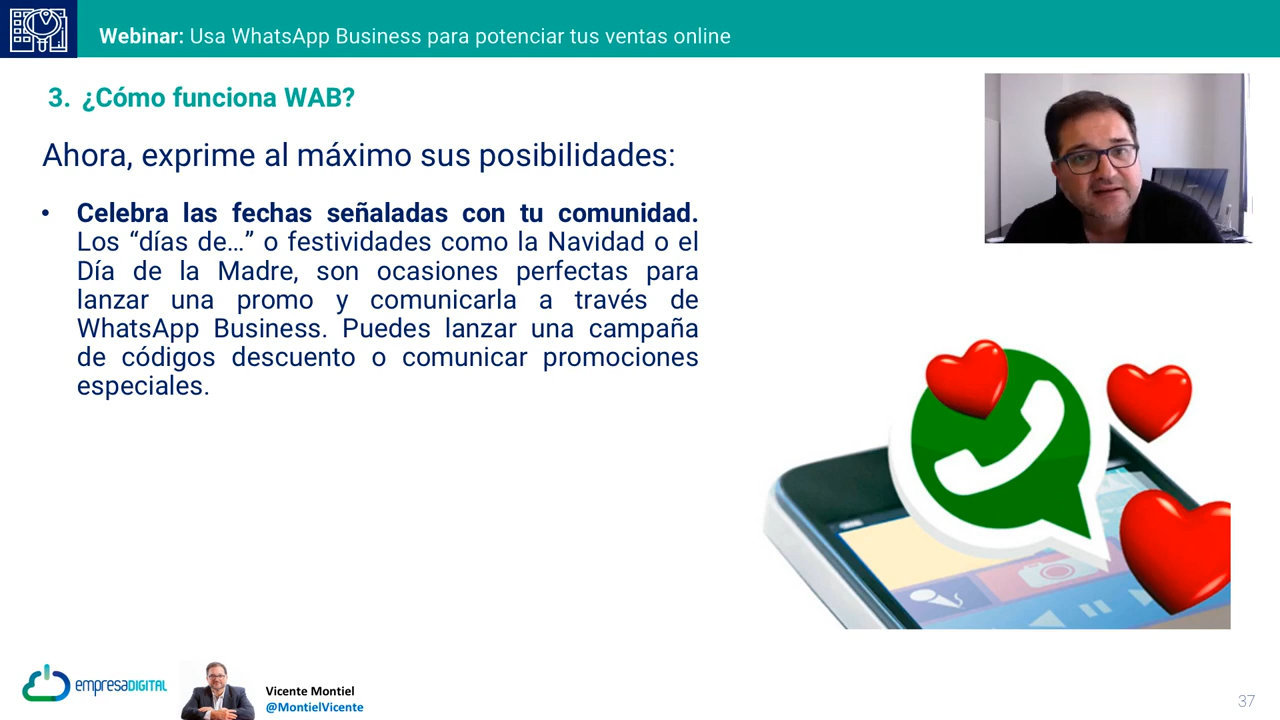 Webinar: Usa WhatsApp Business para potenciar tus ventas online
3. ¿Cómo funciona WAB?
Ahora, exprime al máximo sus posibilidades:
• Celebra las fechas señaladas con tu comunidad.
Los “días de…” o festividades como la Navidad o el
Día de la Madre, son ocasiones perfectas para
lanzar una promo y comunicarla a través de
WhatsApp Business. Puedes lanzar una campaña
de códigos descuento o comunicar promociones
especiales.
empresaDIGITAL
Vicente Montiel
@MontielVicente
37